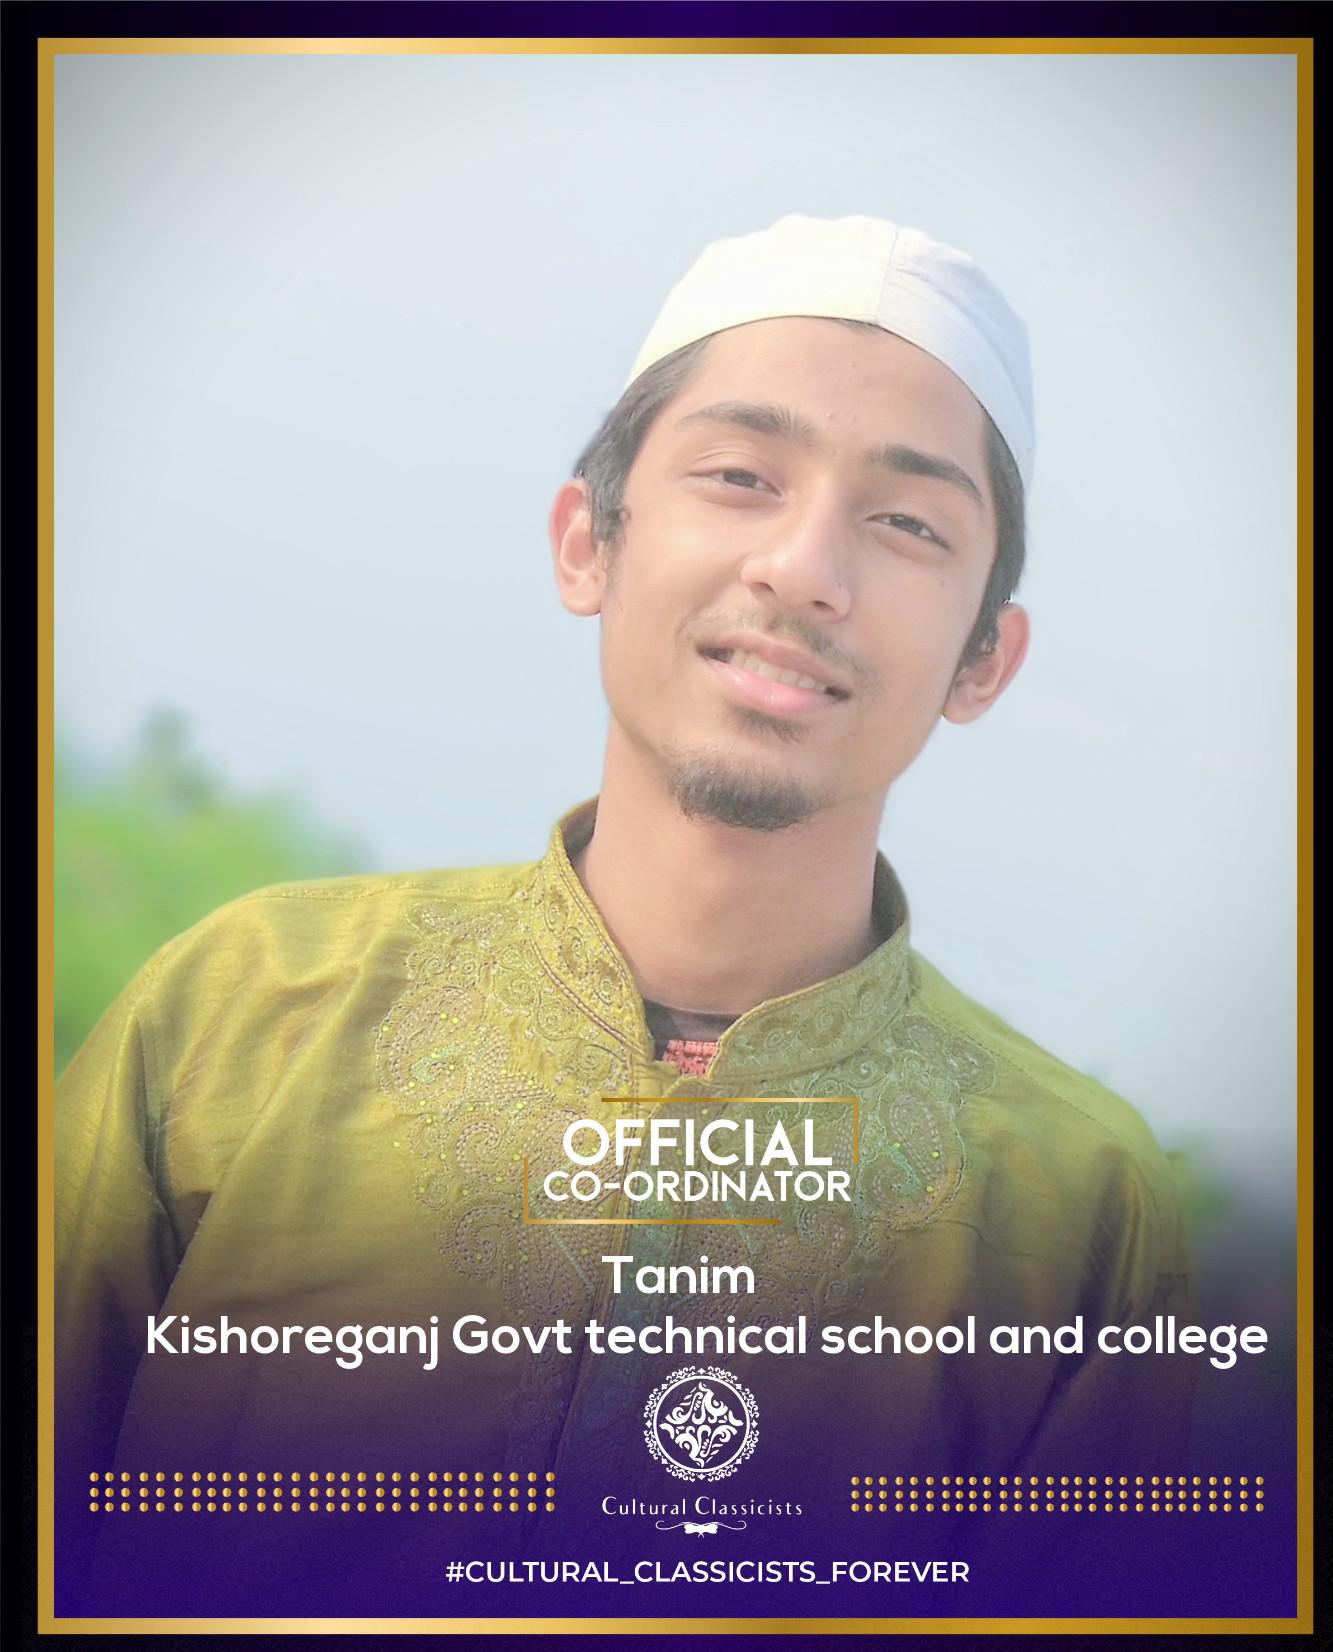 OFFICIAL
CO-ORDINATOR
Tanim
Kishoreganj Govt technical school and college
Cultural Classicists
#CULTURAL_CLASSICISTS_FOREVER